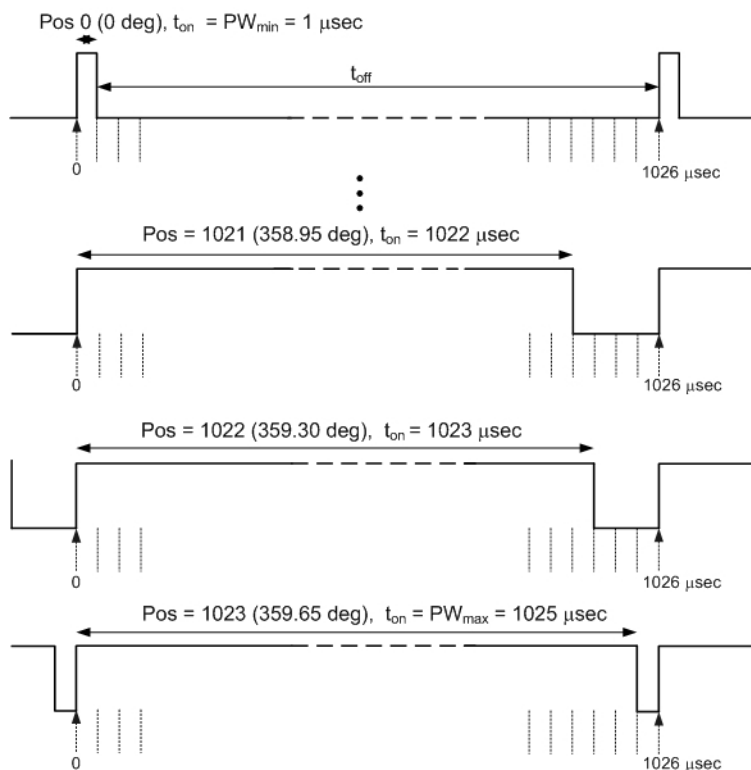 Pos 0 (0 deg), tₒₙ = PWₘᵢₙ = 1 μsec
t_off
0
1026 μsec
Pos = 1021 (358.95 deg), tₒₙ = 1022 μsec
0
1026 μsec
Pos = 1022 (359.30 deg), tₒₙ = 1023 μsec
0
1026 μsec
Pos = 1023 (359.65 deg), tₒₙ = PWₘₐₓ = 1025 μsec
0
1026 μsec